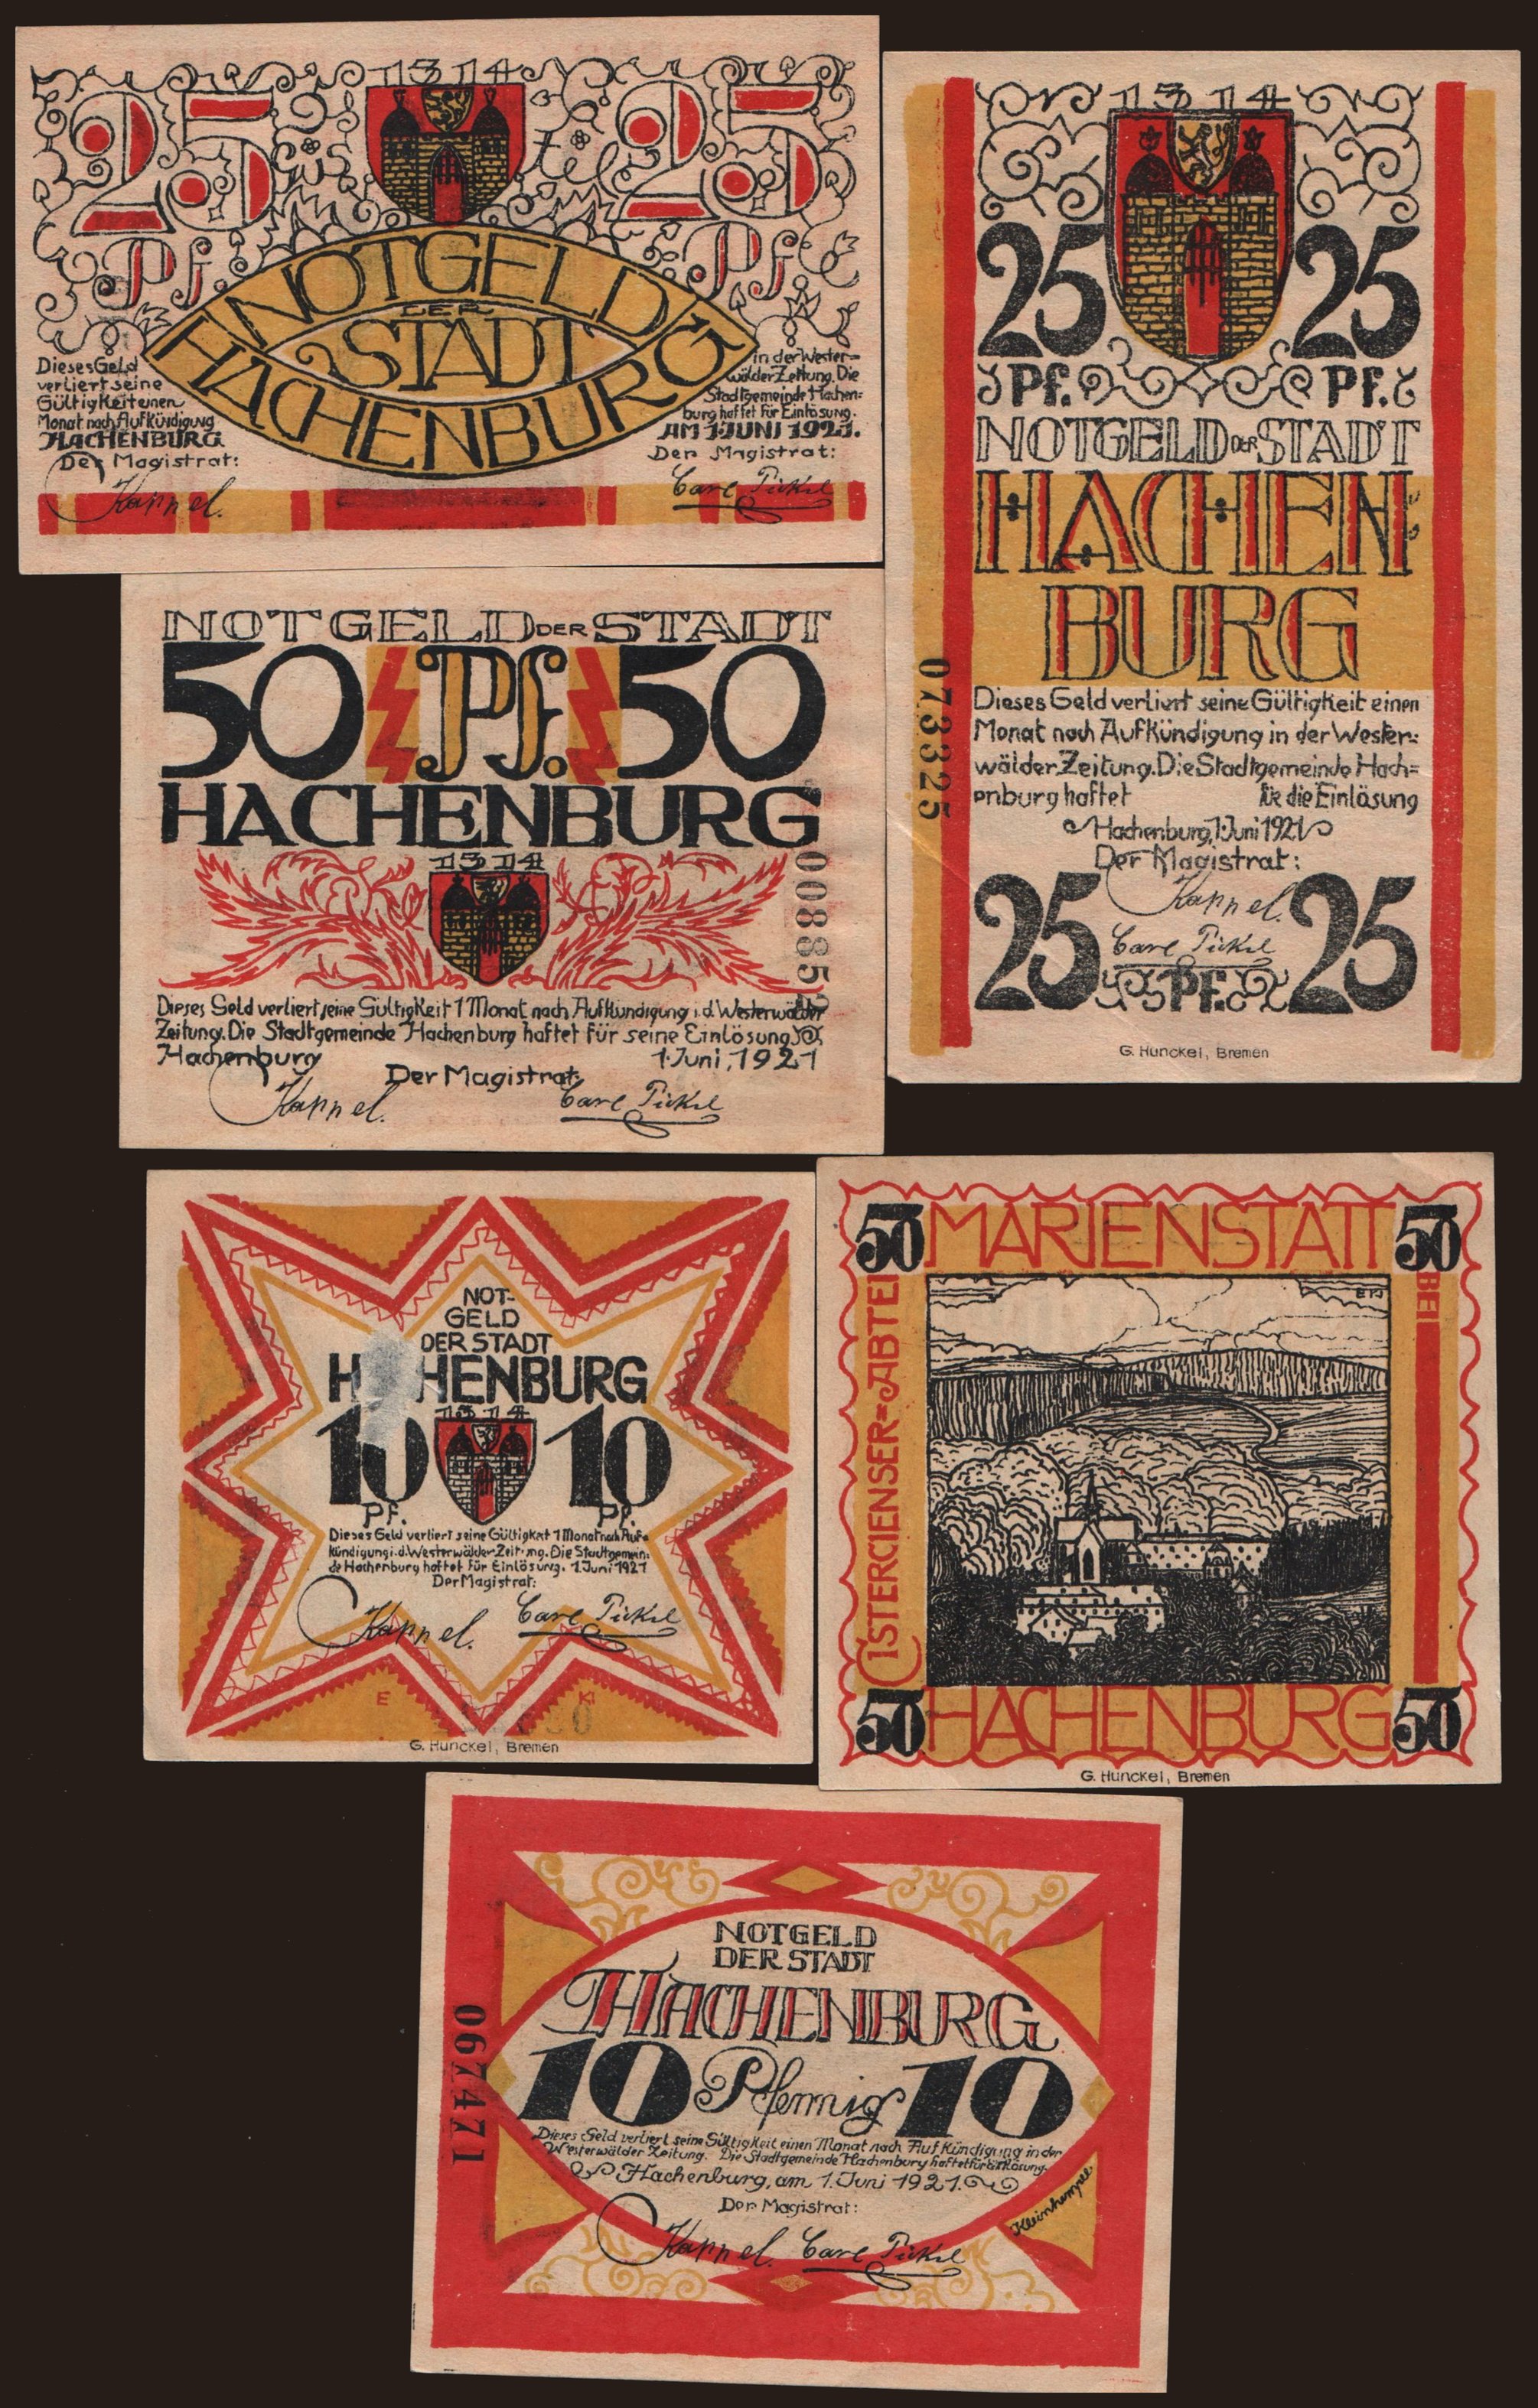 1314
25 25
Pf. Pf.
NOTGELD
DER
STADT
HACHENBURG
Dieses Geld
verliert seine
Gültigkeit einen
Monat nach Aufkündigung
HACHENBURG
Der Magistrat:
Kappel.
in der Wester=
wälder Zeitung. Die
Stadtgemeinde Hachen=
burg haftet für Einlösung.
AM 1 JUNI 1921.
Der Magistrat:
Carl Pickel
1314
25 25
Pf. Pf.
NOTGELD DER STADT
HACHEN
BURG
073325
Dieses Geld verliert seine Gültigkeit einen
Monat nach Aufkündigung in der Wester=
wälder Zeitung. Die Stadtgemeinde Hach=
enburg haftet für die Einlösung
Hachenburg, 1. Juni 1921
Der Magistrat:
Kappel.
Carl Pickel
25 Pf. 25
G. Hunckel, Bremen
NOTGELD DER STADT
50 Pf. 50
HACHENBURG
1314
00885
Dieses Geld verliert seine Gültigkeit 1 Monat nach Aufkündigung i. d. Westerwälder
Zeitung. Die Stadtgemeinde Hachenburg haftet für seine Einlösung
Hachenburg 1. Juni, 1921
Der Magistrat:
Kappel. Carl Pickel
NOT-
GELD
DER STADT
H HENBURG
1314
10 10
Pf. Pf.
Dieses Geld verliert seine Gültigkeit 1 Monat nach Auf=
kündigung i. d. Westerwälder Zeitung. Die Stadtgemein=
de Hachenburg haftet für Einlösung. 1. Juni 1921
Der Magistrat:
Kappel. Carl Pickel
E K
G. Hunckel, Bremen
50 MARIENSTATT 50
CISTERCIENSER=ABTEI
BEI
EK
50 HACHENBURG 50
G. Hunckel, Bremen
NOTGELD
DER STADT
HACHENBURG
10 Pfennig 10
067471
Dieses Geld verliert seine Gültigkeit einen Monat nach Aufkündigung in der
Westerwälder Zeitung. Die Stadtgemeinde Hachenburg haftet für Einlösung.
Hachenburg, am 1. Juni 1921.
Der Magistrat:
Kleinhempel
Kappel. Carl Pickel